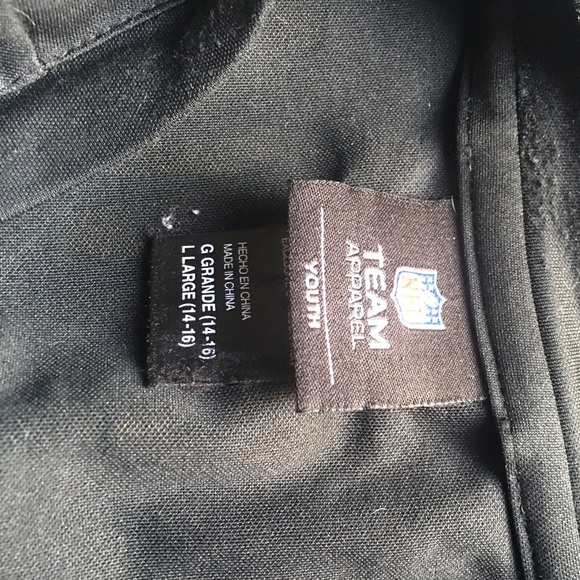 NFL
TEAM
APPAREL
YOUTH
HECHO EN CHINA
MADE IN CHINA
G GRANDE (14-16)
L LARGE (14-16)